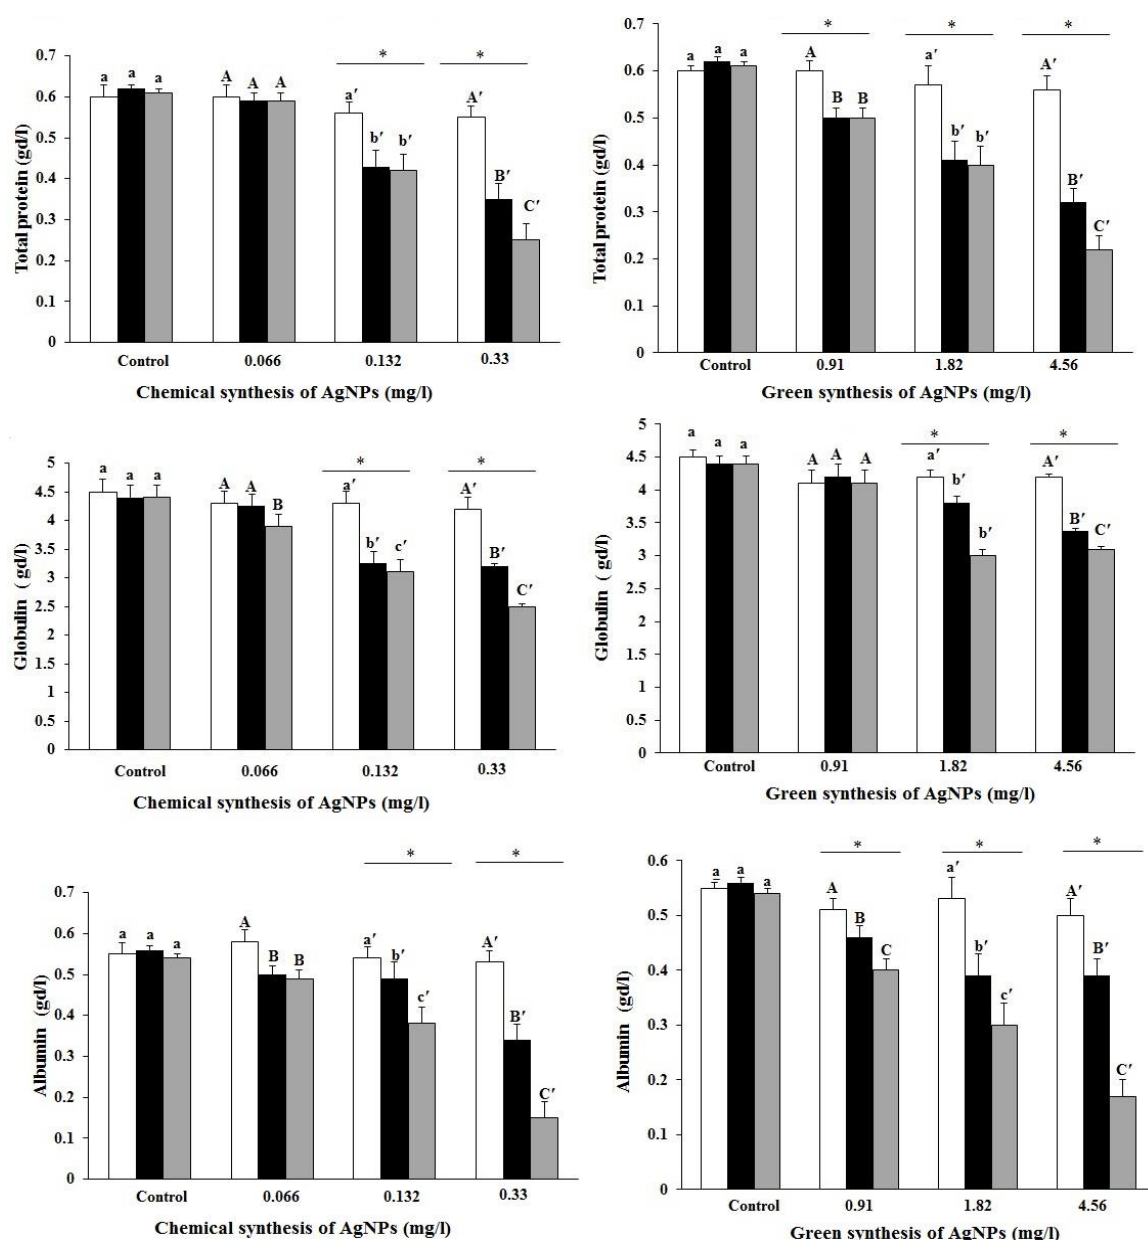 0.7
0.6
0.5
0.4
0.3
0.2
0.1
0
Total protein (gd/l)
a a a
A A A
*
a′ b′ b′
*
A′ B′ C′
Control 0.066 0.132 0.33
Chemical synthesis of AgNPs (mg/l)
0.7
0.6
0.5
0.4
0.3
0.2
0.1
0
Total protein (gd/l)
a a a
*
A B B
*
a′ b′ b′
*
A′ B′ C′
Control 0.91 1.82 4.56
Green synthesis of AgNPs (mg/l)
5
4.5
4
3.5
3
2.5
2
1.5
1
0.5
0
Globulin ( gd/l)
a a a
A A B
*
a′ b′ c′
*
A′ B′ C′
Control 0.066 0.132 0.33
Chemical synthesis of AgNPs (mg/l)
5
4.5
4
3.5
3
2.5
2
1.5
1
0.5
0
Globulin ( gd/l)
a a a
A A A
*
a′ b′ b′
*
A′ B′ C′
Control 0.91 1.82 4.56
Green synthesis of AgNPs (mg/l)
0.7
0.6
0.5
0.4
0.3
0.2
0.1
0
Albumin (gd/l)
a a a
A B B
*
a′ b′ c′
*
A′ B′ C′
Control 0.066 0.132 0.33
Chemical synthesis of AgNPs (mg/l)
0.6
0.5
0.4
0.3
0.2
0.1
0
Albumin (gd/l)
a a a
*
A B C
*
a′ b′ c′
*
A′ B′ C′
Control 0.91 1.82 4.56
Green synthesis of AgNPs (mg/l)